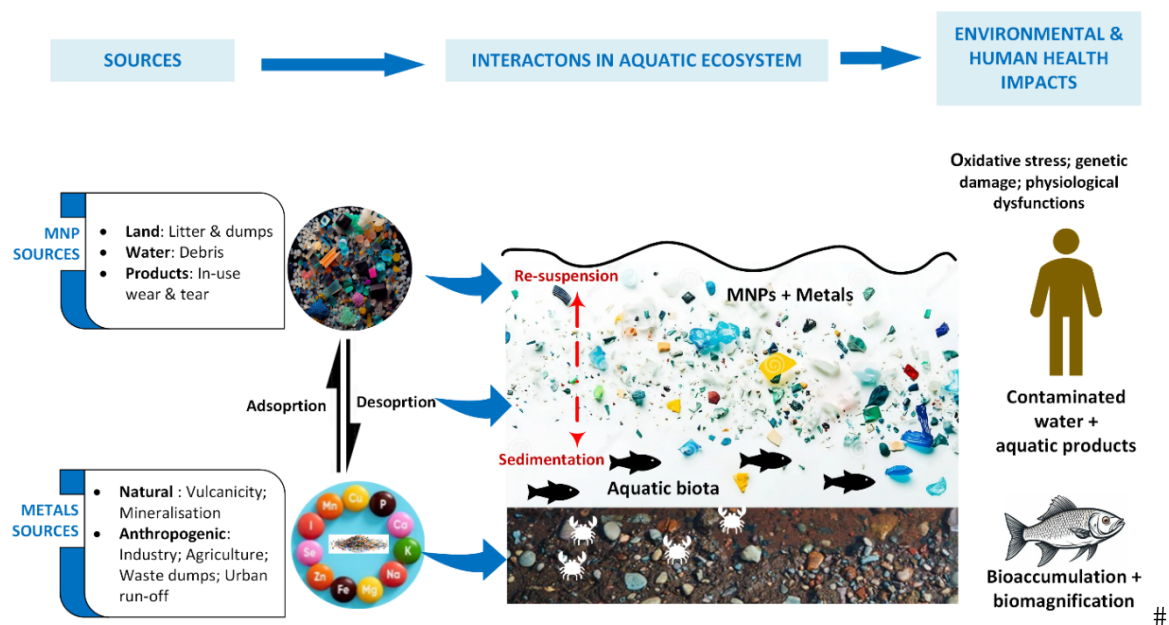 SOURCES
INTERACTONS IN AQUATIC ECOSYSTEM
ENVIRONMENTAL &
HUMAN HEALTH
IMPACTS
Oxidative stress; genetic
damage; physiological
dysfunctions
MNP
SOURCES
• Land: Litter & dumps
• Water: Debris
• Products: In-use
wear & tear
Re-suspension
MNPs + Metals
Adsoprtion
Desoprtion
Contaminated
water +
aquatic products
Sedimentation
Aquatic biota
METALS
SOURCES
• Natural : Vulcanicity;
Mineralisation
• Anthropogenic:
Industry; Agriculture;
Waste dumps; Urban
run-off
Cu
P
Ca
K
Na
Mg
Fe
Zn
Se
I
Mn
Bioaccumulation +
biomagnification
#